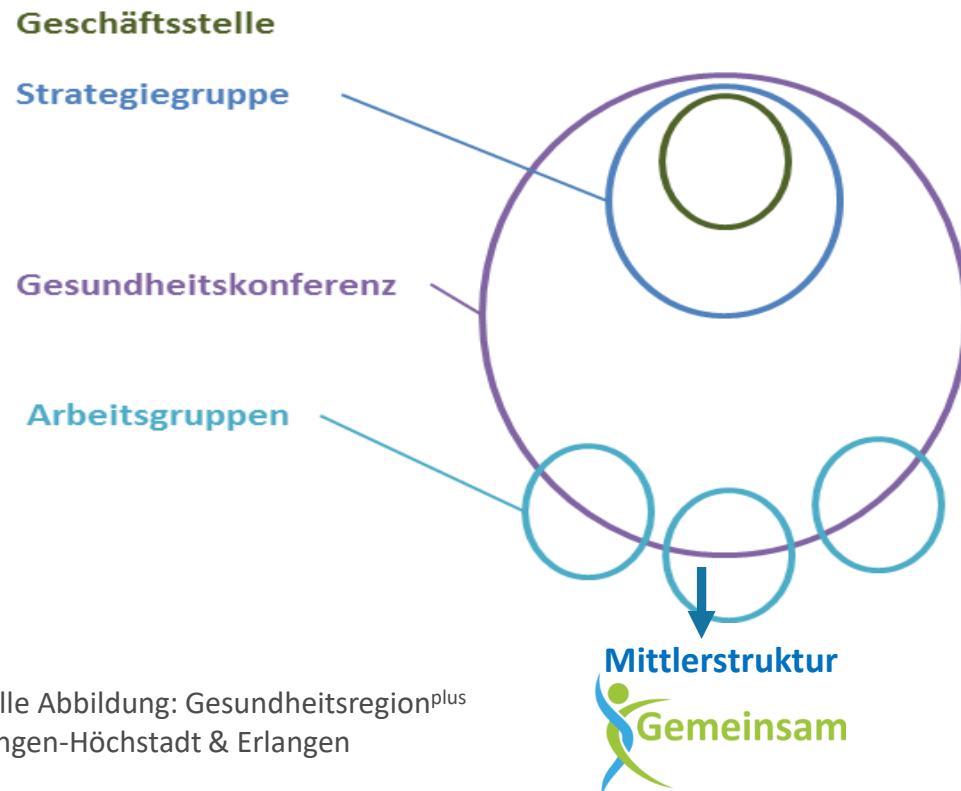 Geschäftsstelle
Strategiegruppe
Gesundheitskonferenz
Arbeitsgruppen
Mittlerstruktur
Gemeinsam
lle Abbildung: Gesundheitsregionplus
ngen-Höchstadt & Erlangen